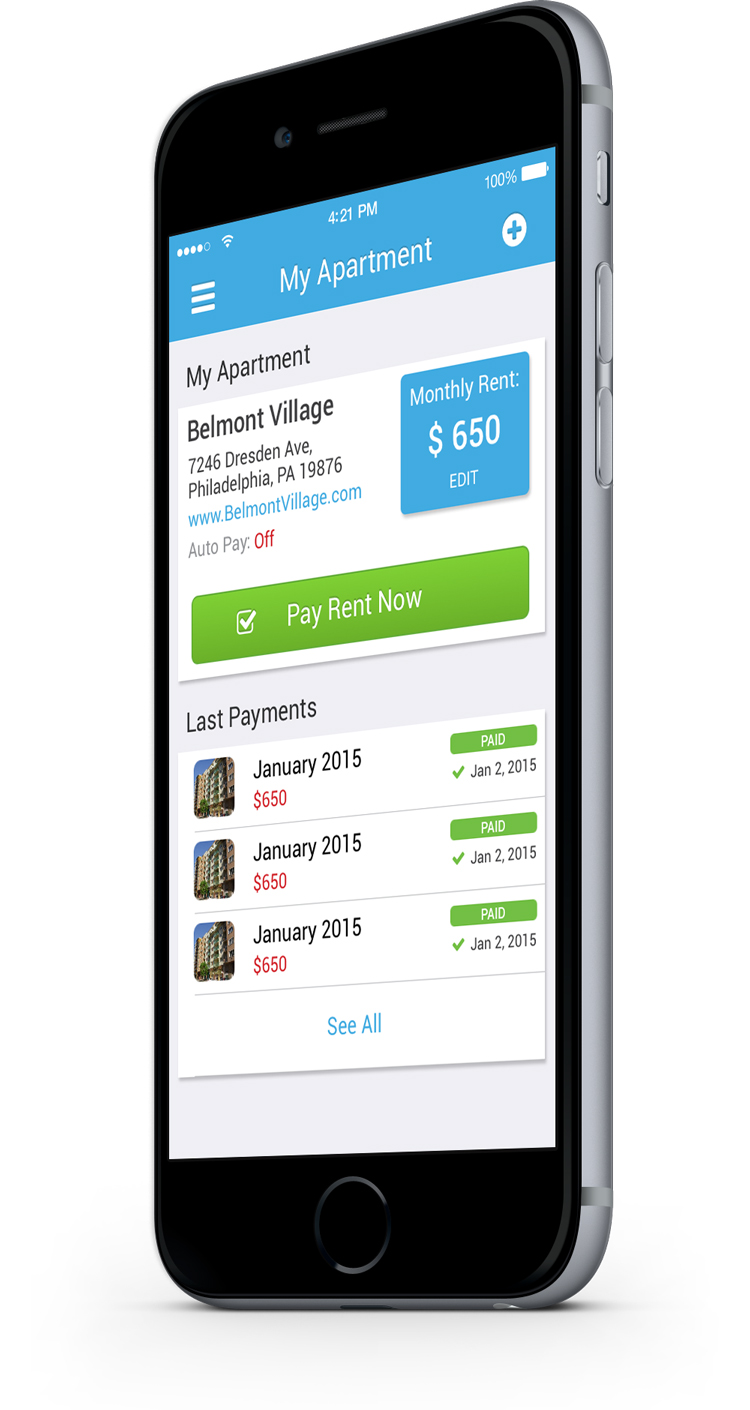 100%
4:21 PM
My Apartment
My Apartment
Belmont Village
7246 Dresden Ave,
Philadelphia, PA 19876
www.BelmontVillage.com
Auto Pay: Off
Monthly Rent:
$ 650
EDIT
Pay Rent Now
Last Payments
January 2015
$650
PAID
Jan 2, 2015
January 2015
$650
PAID
Jan 2, 2015
January 2015
$650
PAID
Jan 2, 2015
See All